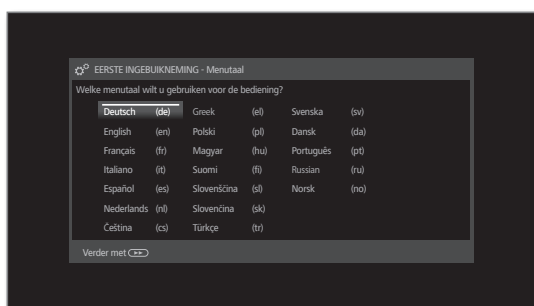 EERSTE INGEBUIKNEMING - Menutaal
Welke menutaal wilt u gebruiken voor de bediening?
Deutsch (de) Greek (el) Svenska (sv)
English (en) Polski (pl) Dansk (da)
Français (fr) Magyar (hu) Português (pt)
Italiano (it) Suomi (fi) Russian (ru)
Español (es) Slovenščina (sl) Norsk (no)
Nederlands (nl) Slovenčina (sk)
Čeština (cs) Türkçe (tr)
Verder met